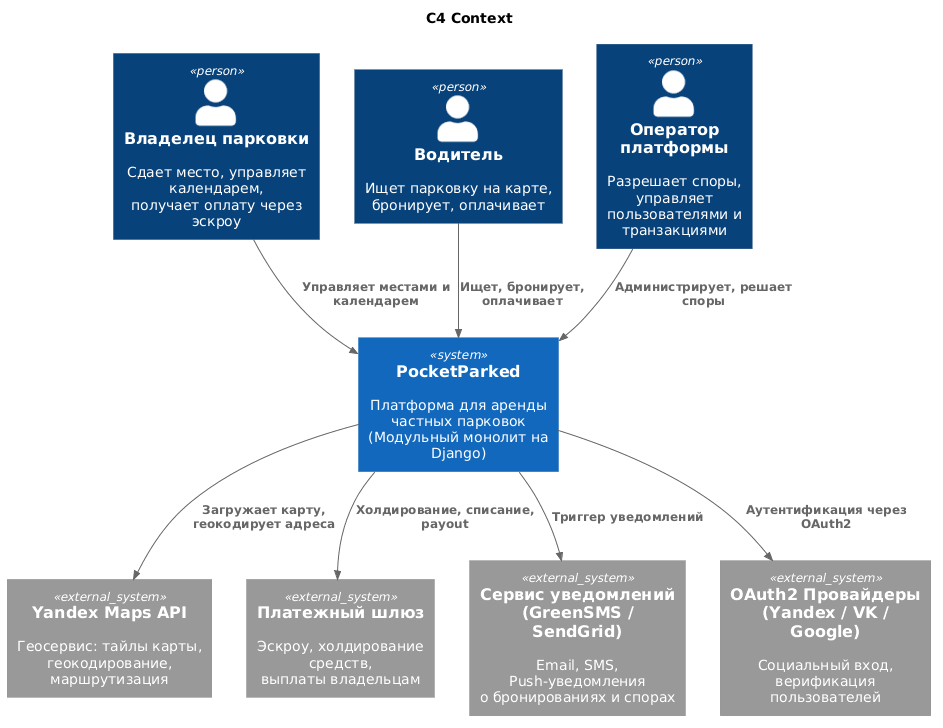 C4 Context
«person»
Владелец парковки
Сдает место, управляет
календарем,
получает оплату через
эскроу
«person»
Водитель
Ищет парковку на карте,
бронирует, оплачивает
«person»
Оператор
платформы
Разрешает споры,
управляет
пользователями и
транзакциями
Управляет местами и
календарем
Ищет, бронирует,
оплачивает
Администрирует, решает
споры
«system»
PocketParked
Платформа для аренды
частных парковок
(Модульный монолит на
Django)
Загружает карту,
геокодирует адреса
Холдирование, списание,
payout
Триггер уведомлений
Аутентификация через
OAuth2
«external_system»
Yandex Maps API
Геосервис: тайлы карты,
геокодирование,
маршрутизация
«external_system»
Платежный шлюз
Эскроу, холдирование
средств,
выплаты владельцам
«external_system»
Сервис уведомлений
(GreenSMS /
SendGrid)
Email, SMS,
Push-уведомления
о бронированиях и спорах
«external_system»
OAuth2 Провайдеры
(Yandex / VK /
Google)
Социальный вход,
верификация
пользователей